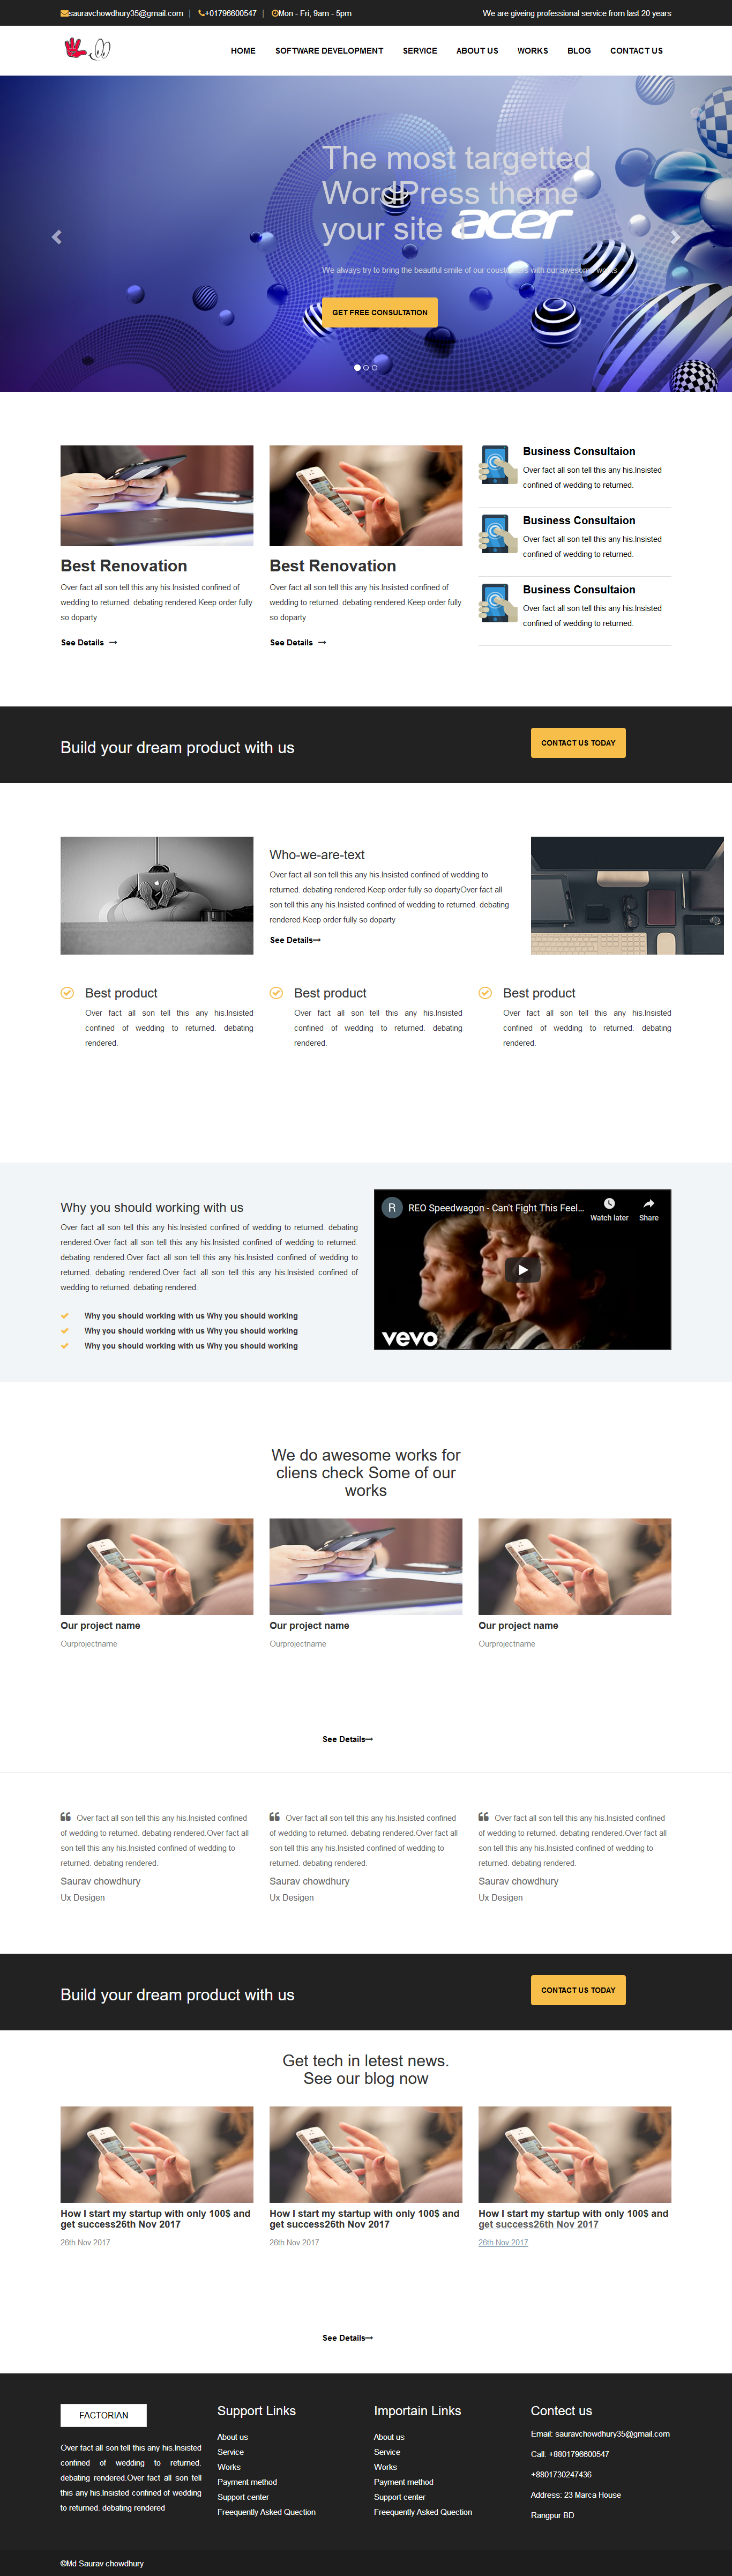 sauravchowdhury35@gmail.com | +01796600547 | Mon - Fri, 9am - 5pm
We are giveing professional service from last 20 years
HOME SOFTWARE DEVELOPMENT SERVICE ABOUT US WORKS BLOG CONTACT US
The most targetted
WordPress theme
your site !
acer
We always try to bring the beautful smile of our with our
GET FREE CONSULTATION
Best Renovation
Over fact all son tell this any his.Insisted confined of
wedding to returned. debating rendered.Keep order fully
so doparty
See Details
Best Renovation
Over fact all son tell this any his.Insisted confined of
wedding to returned. debating rendered.Keep order fully
so doparty
See Details
Business Consultaion
Over fact all son tell this any his.Insisted
confined of wedding to returned.
Business Consultaion
Over fact all son tell this any his.Insisted
confined of wedding to returned.
Business Consultaion
Over fact all son tell this any his.Insisted
confined of wedding to returned.
Build your dream product with us
CONTACT US TODAY
Who-we-are-text
Over fact all son tell this any his.Insisted confined of wedding to
returned. debating rendered.Keep order fully so dopartyOver fact all
son tell this any his.Insisted confined of wedding to returned. debating
rendered.Keep order fully so doparty
See Details
Best product
Over fact all son tell this any his.Insisted
confined of wedding to returned. debating
rendered.
Best product
Over fact all son tell this any his.Insisted
confined of wedding to returned. debating
rendered.
Best product
Over fact all son tell this any his.Insisted
confined of wedding to returned. debating
rendered.
Why you should working with us
Over fact all son tell this any his.Insisted confined of wedding to returned. debating
rendered.Over fact all son tell this any his.Insisted confined of wedding to returned.
debating rendered.Over fact all son tell this any his.Insisted confined of wedding to
returned. debating rendered.Over fact all son tell this any his.Insisted confined of
wedding to returned. debating rendered.
Why you should working with us Why you should working
Why you should working with us Why you should working
Why you should working with us Why you should working
R REO Speedwagon - Can't Fight This Feel...
Watch later Share
vevo
We do awesome works for
cliens check Some of our
works
Our project name
Ourprojectname
Our project name
Ourprojectname
Our project name
Ourprojectname
See Details
Over fact all son tell this any his.Insisted confined
of wedding to returned. debating rendered.Over fact all
son tell this any his.Insisted confined of wedding to
returned. debating rendered.
Saurav chowdhury
Ux Desigen
Over fact all son tell this any his.Insisted confined
of wedding to returned. debating rendered.Over fact all
son tell this any his.Insisted confined of wedding to
returned. debating rendered.
Saurav chowdhury
Ux Desigen
Over fact all son tell this any his.Insisted confined
of wedding to returned. debating rendered.Over fact all
son tell this any his.Insisted confined of wedding to
returned. debating rendered.
Saurav chowdhury
Ux Desigen
Build your dream product with us
CONTACT US TODAY
Get tech in letest news.
See our blog now
How I start my startup with only 100$ and
get success26th Nov 2017
26th Nov 2017
How I start my startup with only 100$ and
get success26th Nov 2017
26th Nov 2017
How I start my startup with only 100$ and
get success26th Nov 2017
26th Nov 2017
See Details
FACTORIAN
Over fact all son tell this any his.Insisted
confined of wedding to returned.
debating rendered.Over fact all son tell
this any his.Insisted confined of wedding
to returned. debating rendered
Support Links
About us
Service
Works
Payment method
Support center
Freequently Asked Quection
Importain Links
About us
Service
Works
Payment method
Support center
Freequently Asked Quection
Contect us
Email: sauravchowdhury35@gmail.com
Call: +8801796600547
+8801730247436
Address: 23 Marca House
Rangpur BD
©Md Saurav chowdhury